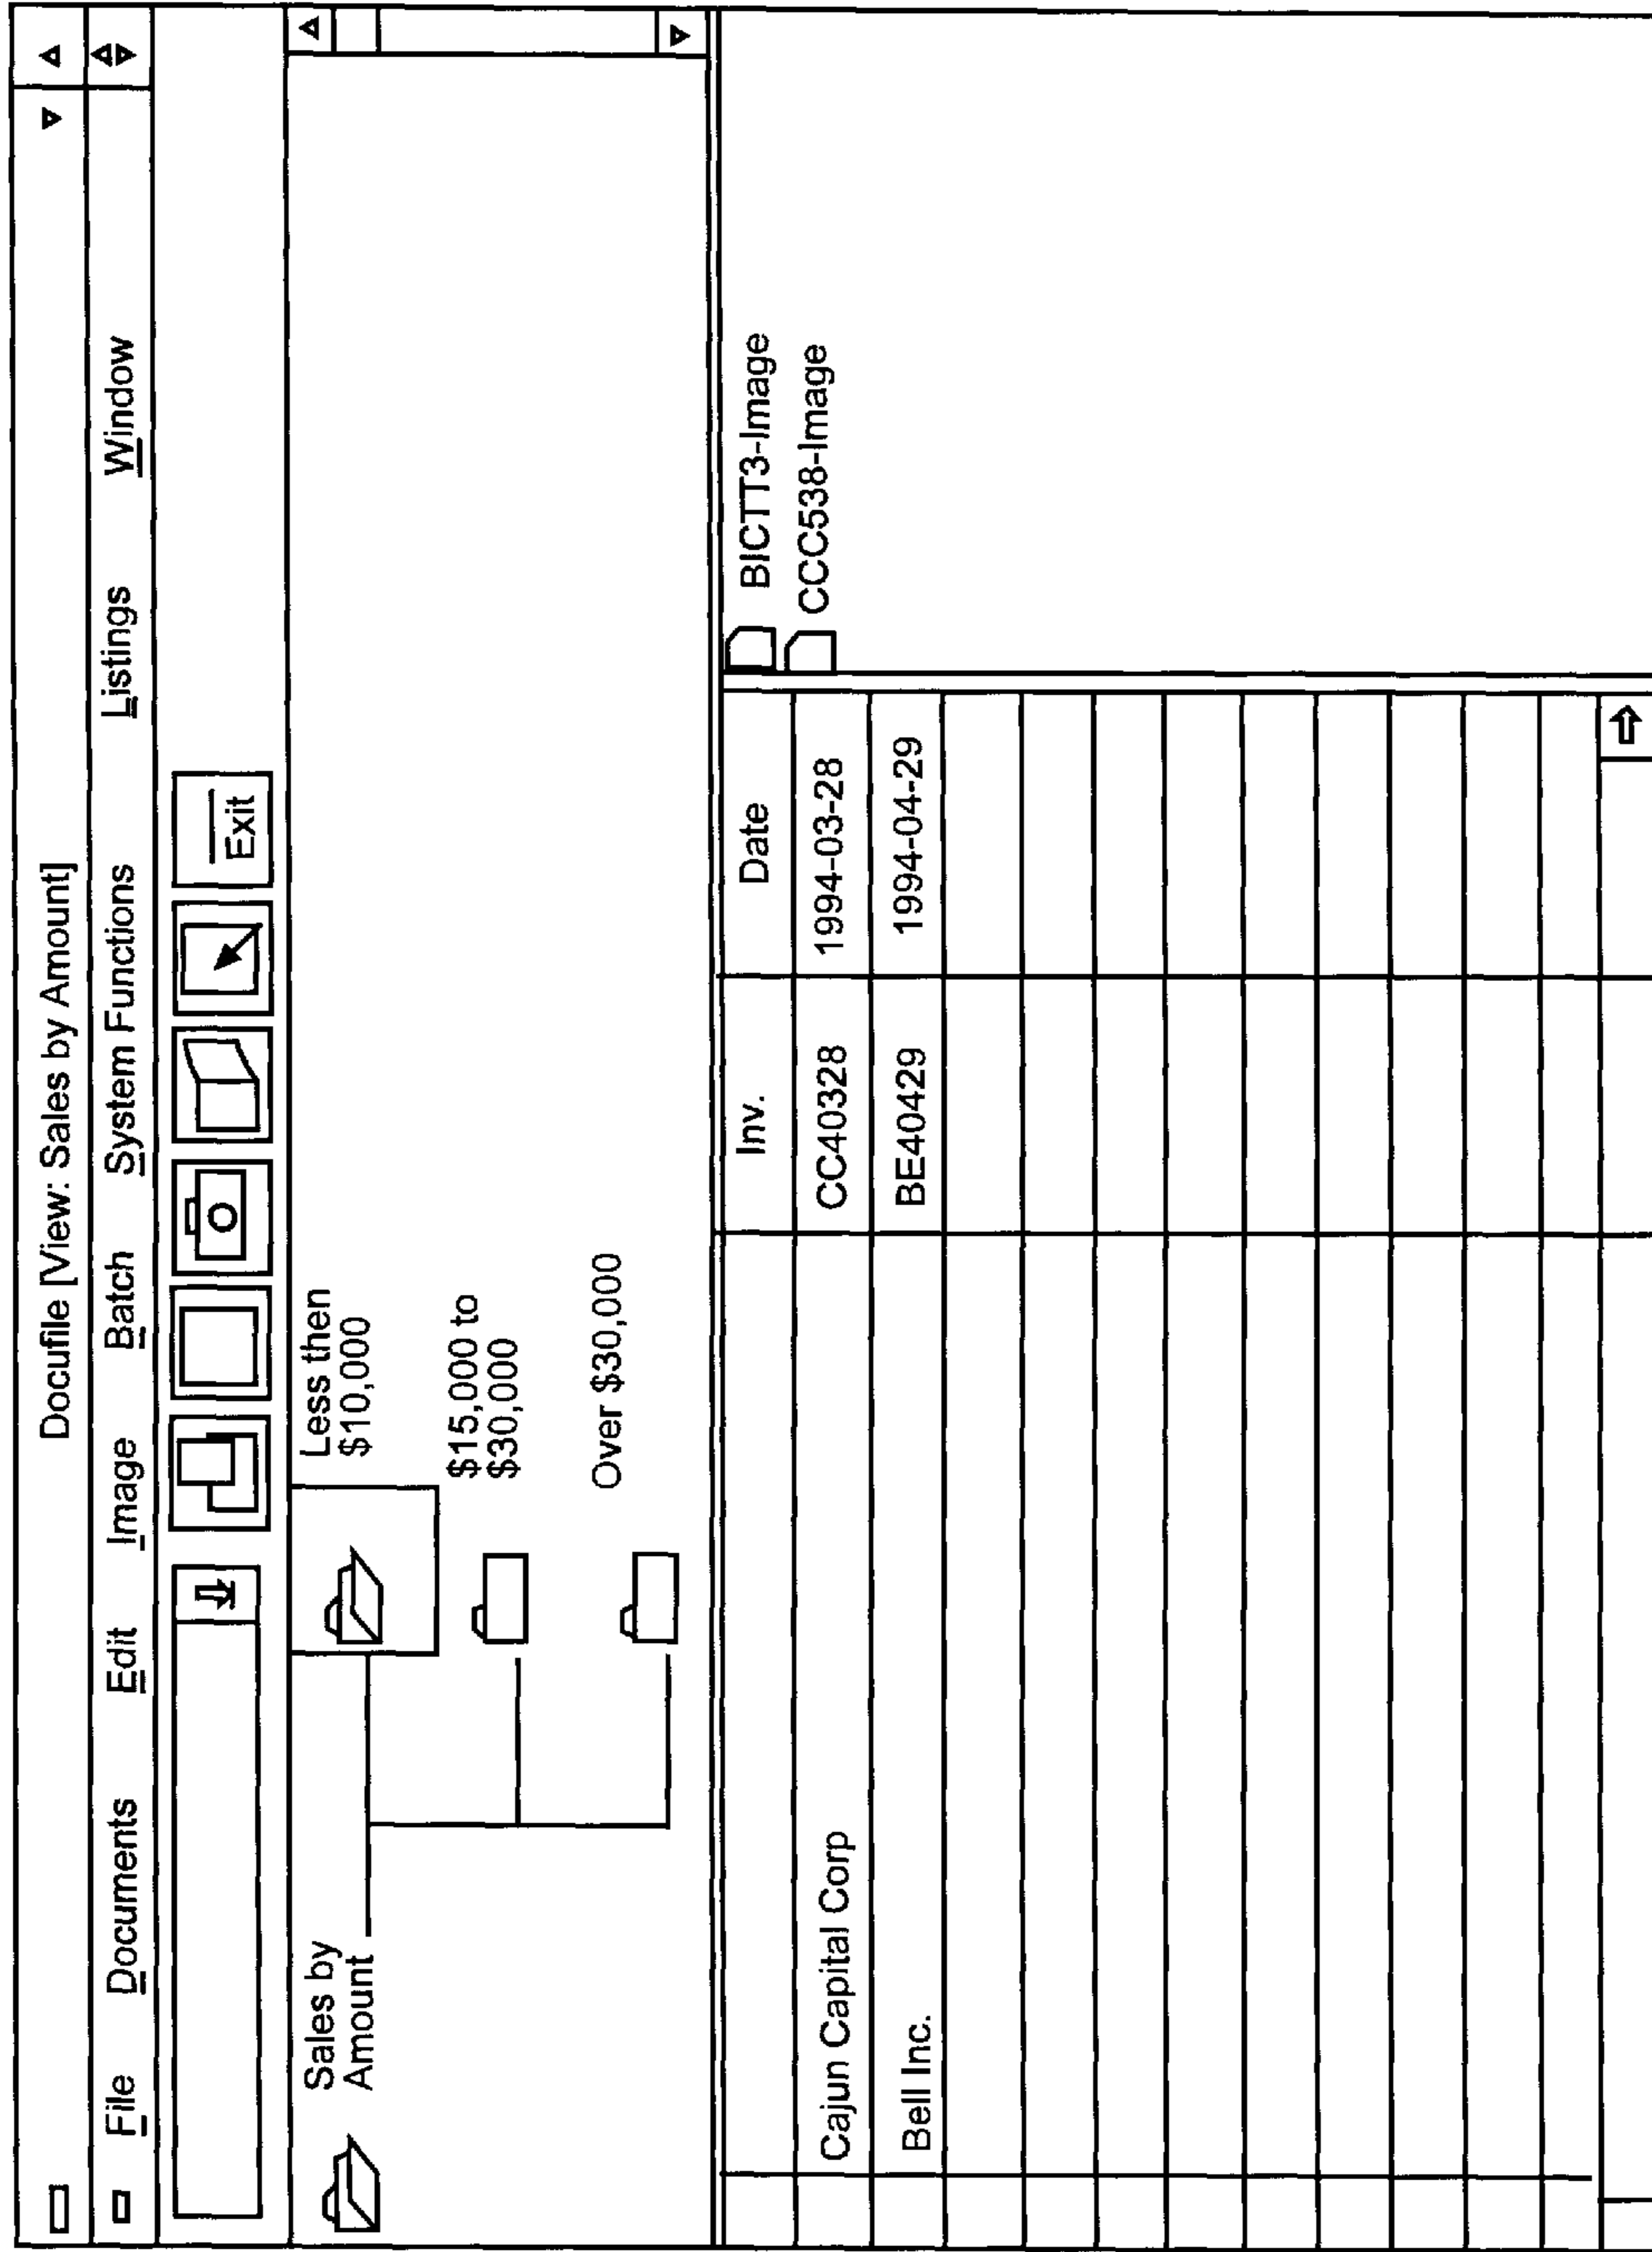 Docufile [View: Sales by Amount]
File Documents Edit Image Batch System Functions Listings Window
Exit
Sales by
Amount
Less then
$10,000
$15,000 to
$30,000
Over $30,000
Inv. Date
Cajun Capital Corp CC40328 1994-03-28
Bell Inc. BE40429 1994-04-29
BICTT3-Image
CCC538-Image